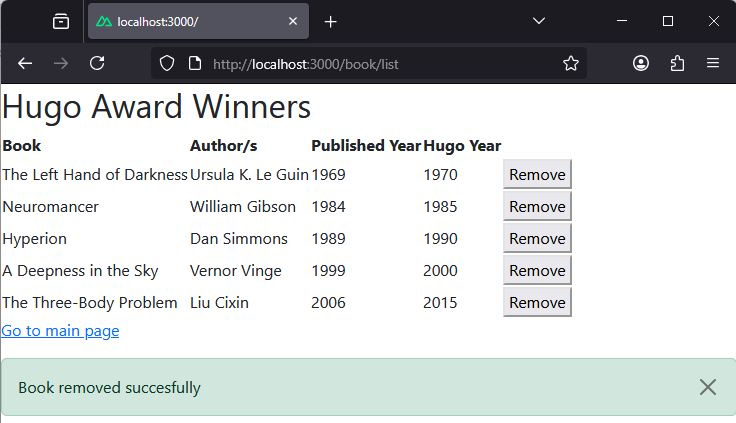 localhost:3000/
http://localhost:3000/book/list
Hugo Award Winners
Book Author/s Published Year Hugo Year
The Left Hand of Darkness Ursula K. Le Guin 1969 1970 Remove
Neuromancer William Gibson 1984 1985 Remove
Hyperion Dan Simmons 1989 1990 Remove
A Deepness in the Sky Vernor Vinge 1999 2000 Remove
The Three-Body Problem Liu Cixin 2006 2015 Remove
Go to main page
Book removed succesfully